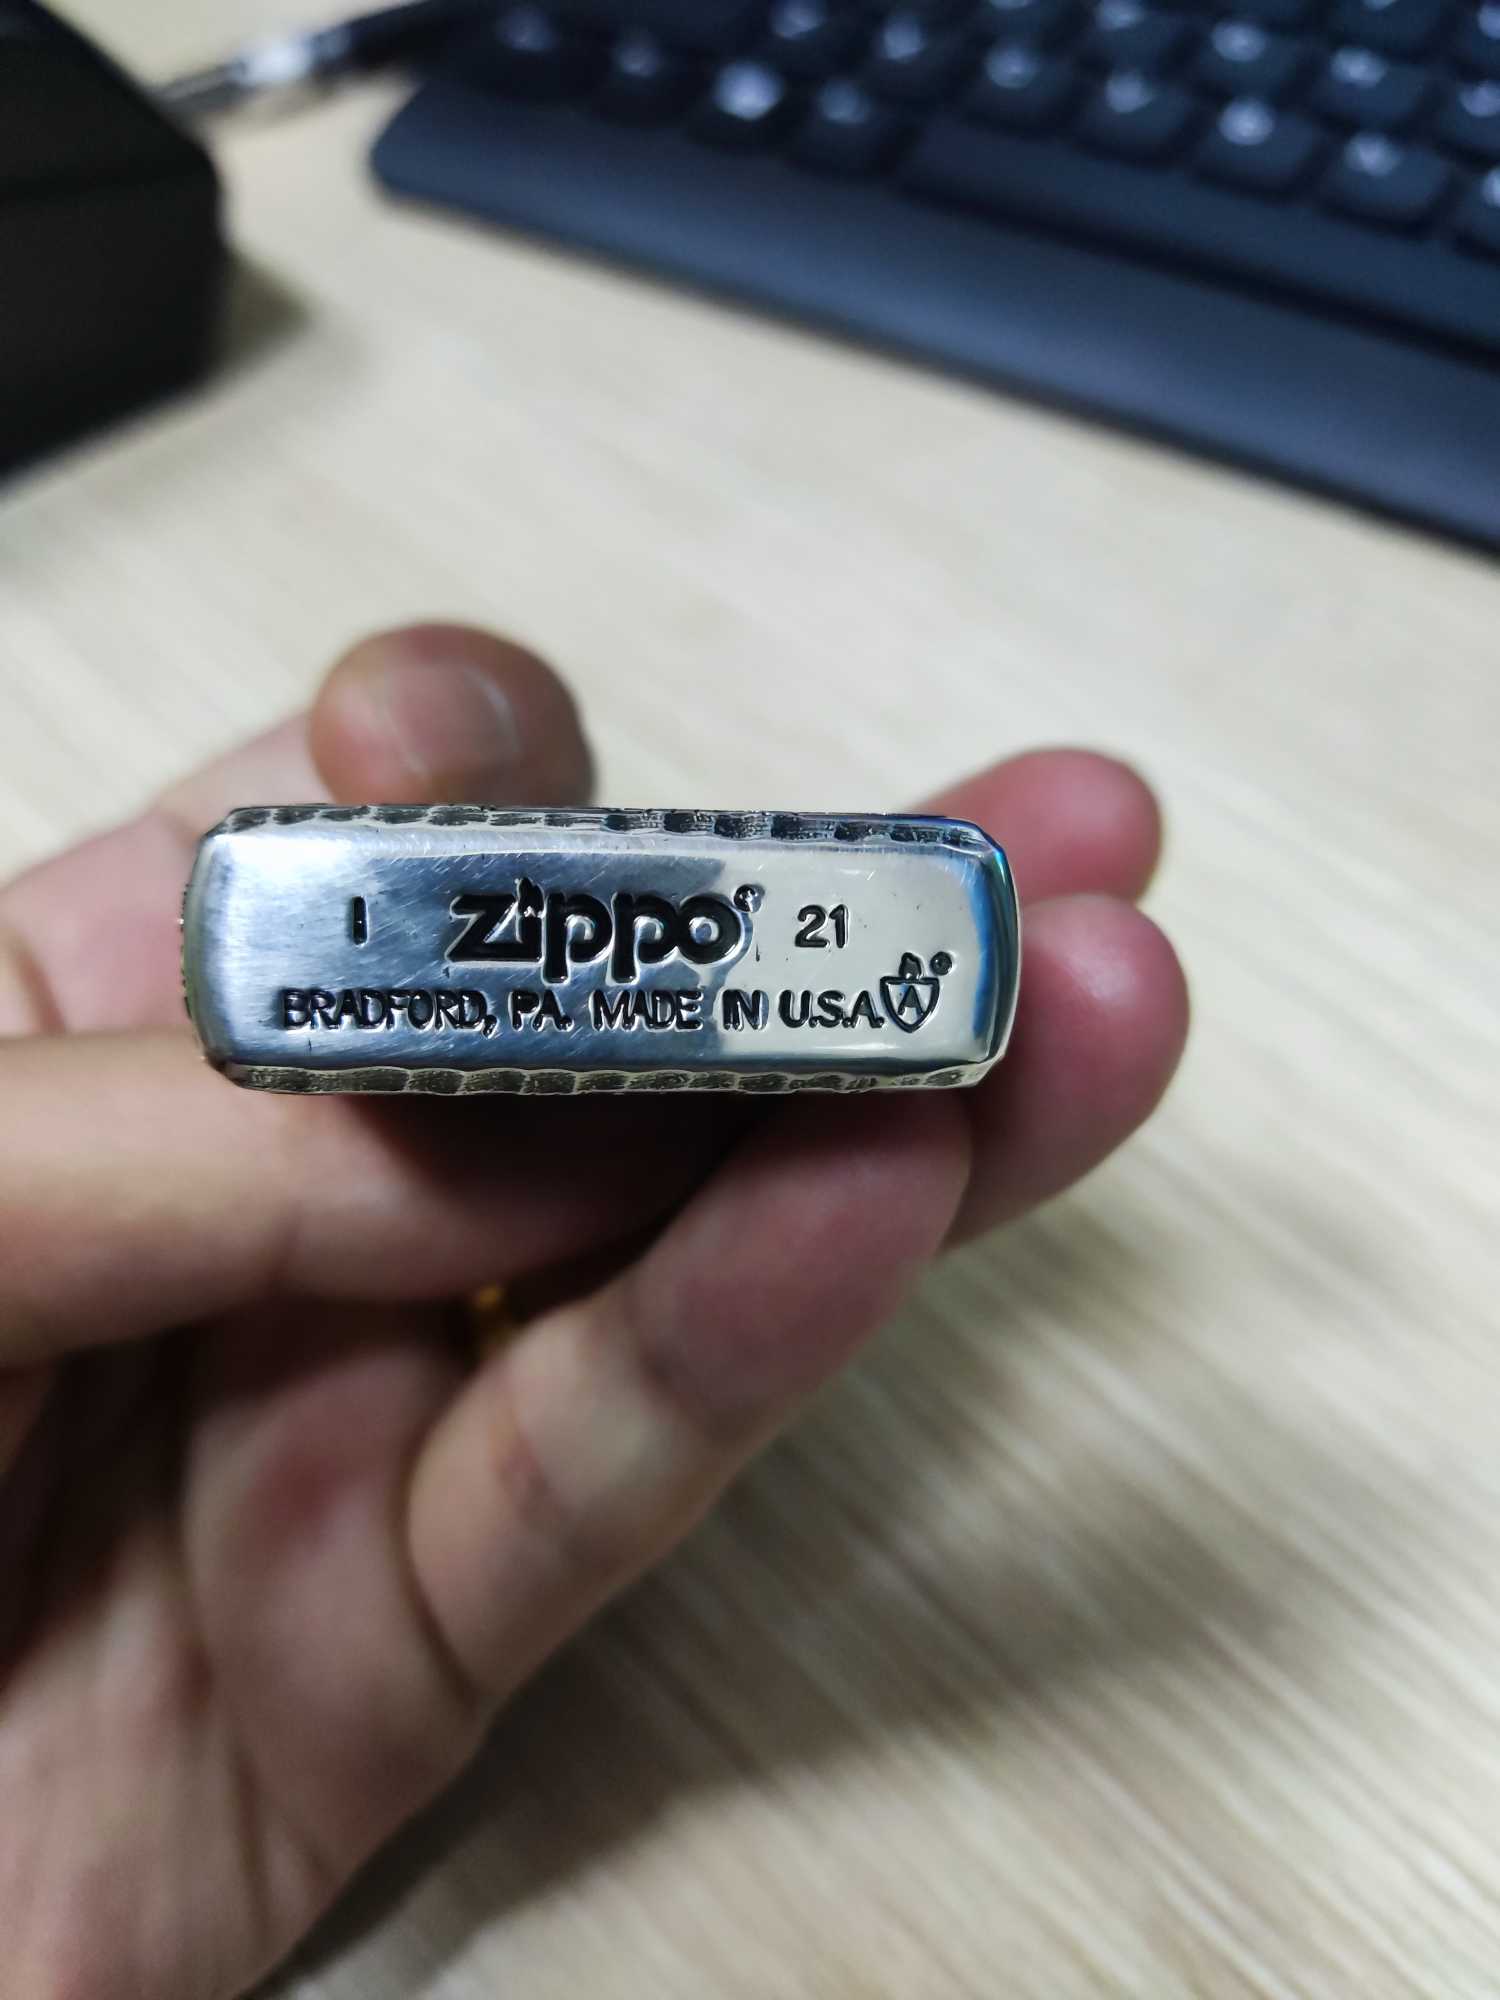 I zippo® 21
BRADFORD, PA. MADE IN U.S.A. A